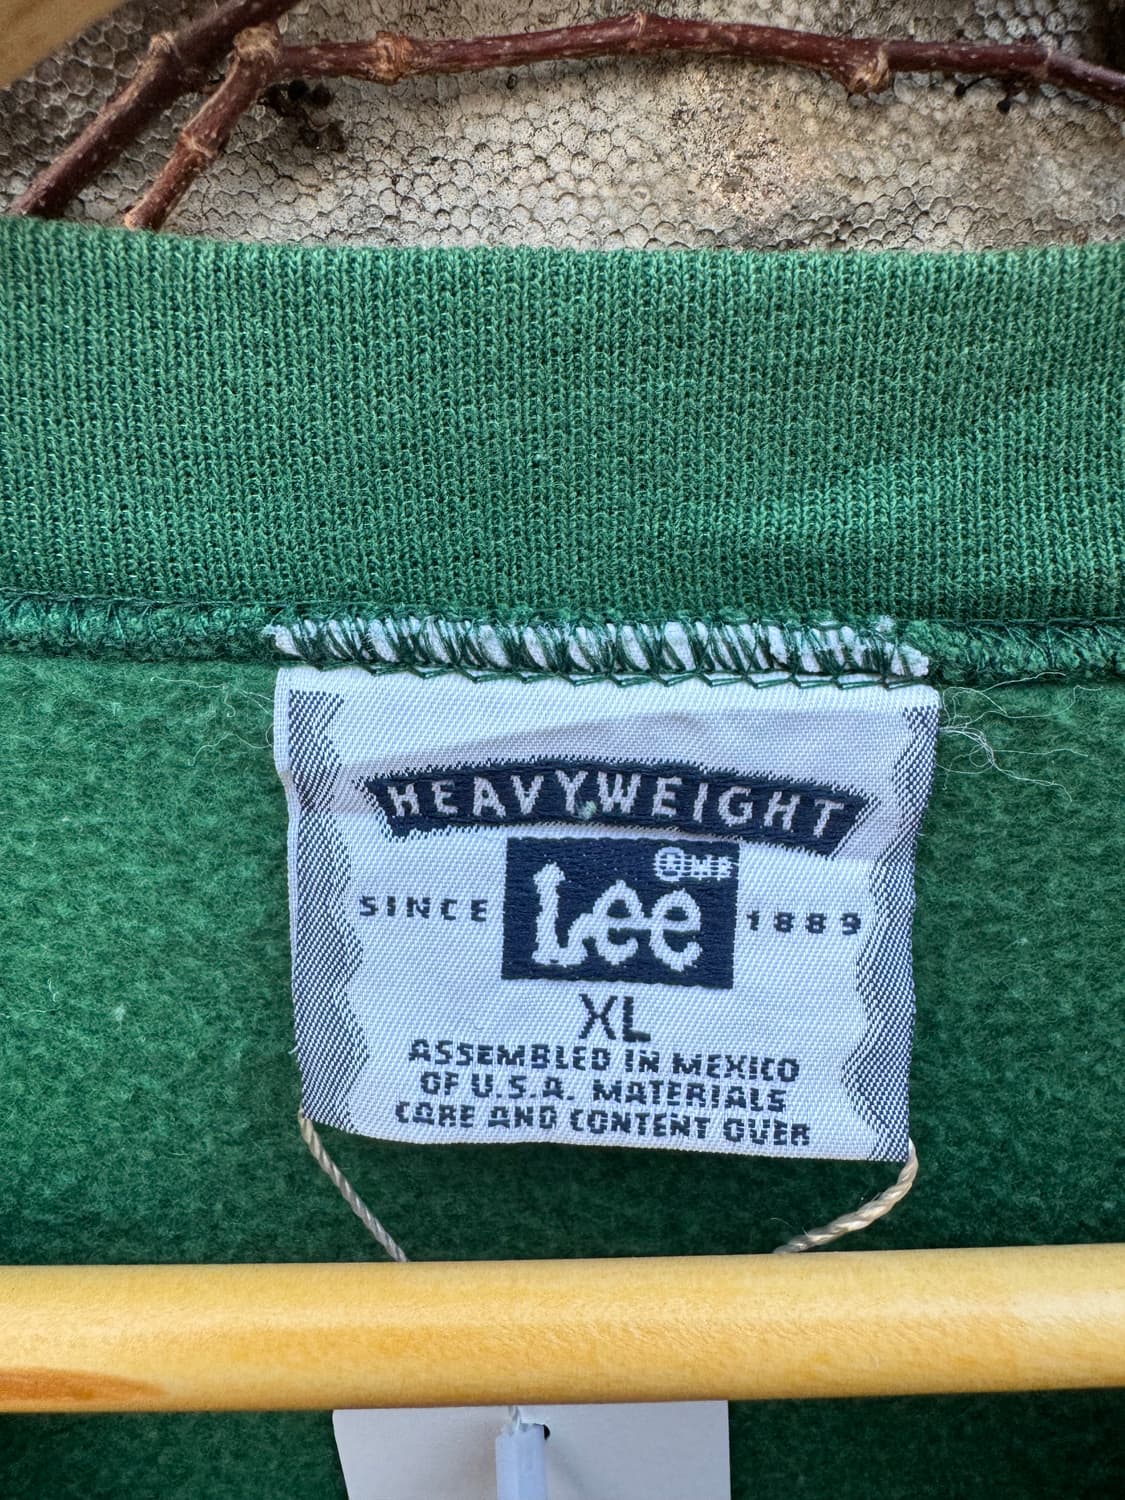 HEAVYWEIGHT
Lee
SINCE 1889
XL
ASSEMBLED IN MEXICO
OF U.S.A. MATERIALS
CARE AND CONTENT OVER